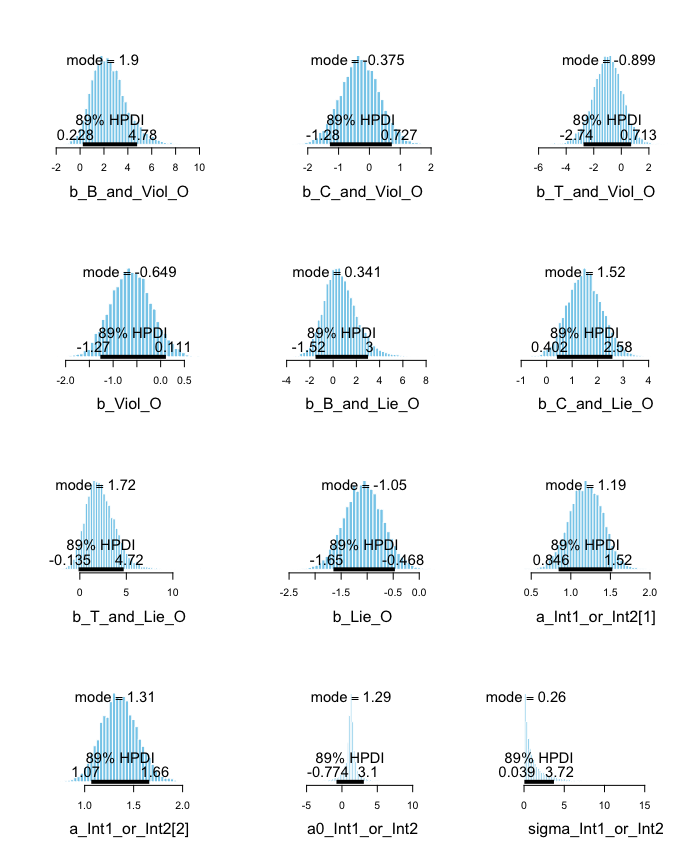 mode = 1.9 mode = -0.375 mode = -0.899
89% HPDI 89% HPDI 89% HPDI
0.228 4.78 -1.28 0.727 -2.74 0.713
-2 0 2 4 6 8 10 -2 -1 0 1 2 -6 -4 -2 0 2
b_B_and_Viol_O b_C_and_Viol_O b_T_and_Viol_O
mode = -0.649 mode = 0.341 mode = 1.52
89% HPDI 89% HPDI 89% HPDI
-1.27 0.111 -1.52 3 0.402 2.58
-2.0 -1.0 0.0 0.5 -4 -2 0 2 4 6 8 -1 0 1 2 3 4
b_Viol_O b_B_and_Lie_O b_C_and_Lie_O
mode = 1.72 mode = -1.05 mode = 1.19
89% HPDI 89% HPDI 89% HPDI
-0.135 4.72 -1.65 -0.468 0.846 1.52
0 5 10 -2.5 -1.5 -0.5 0.0 0.5 1.0 1.5 2.0
b_T_and_Lie_O b_Lie_O a_Int1_or_Int2[1]
mode = 1.31 mode = 1.29 mode = 0.26
89% HPDI 89% HPDI 89% HPDI
1.07 1.66 -0.774 3.1 0.039 3.72
1.0 1.5 2.0 -5 0 5 10 0 5 10 15
a_Int1_or_Int2[2] a0_Int1_or_Int2 sigma_Int1_or_Int2